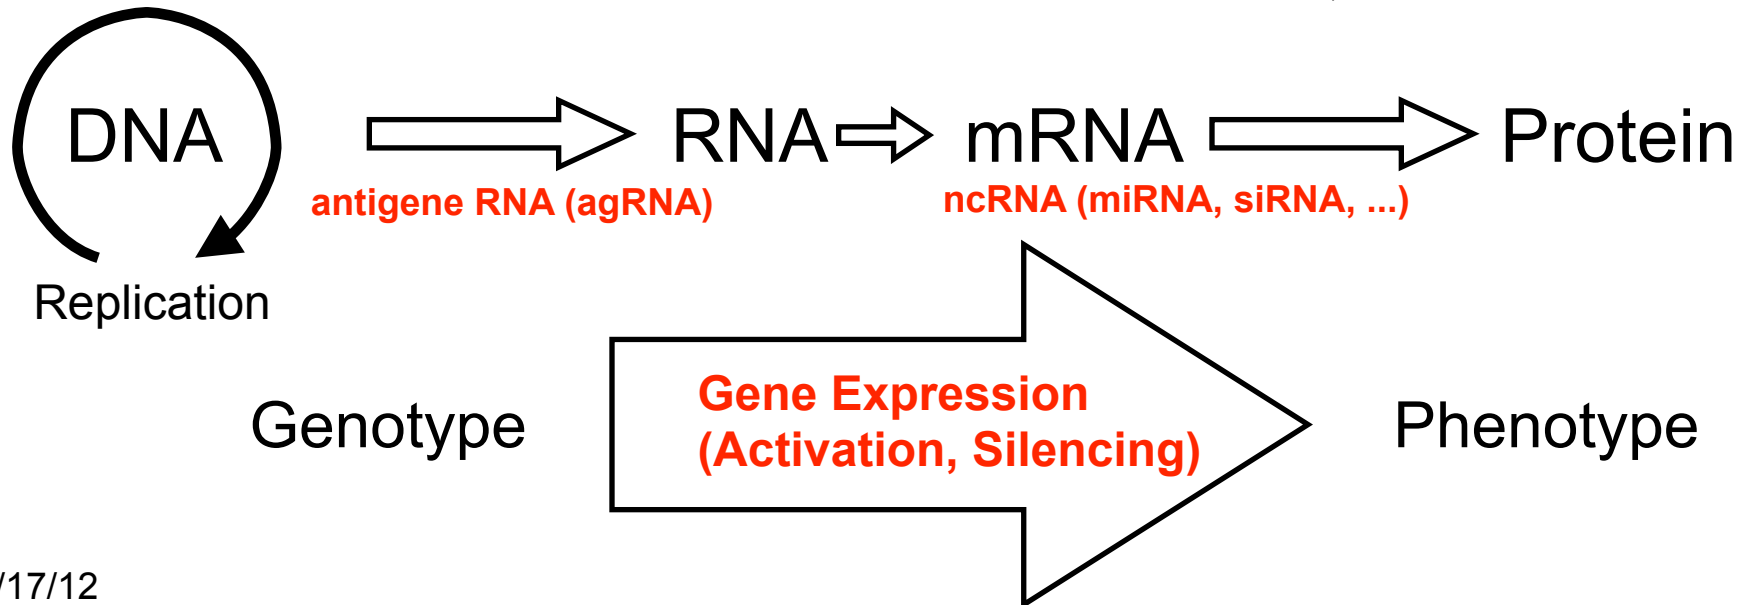 DNA RNA mRNA Protein
antigene RNA (agRNA) ncRNA (miRNA, siRNA, ...)
Replication
Genotype Gene Expression Phenotype
(Activation, Silencing)
/17/12